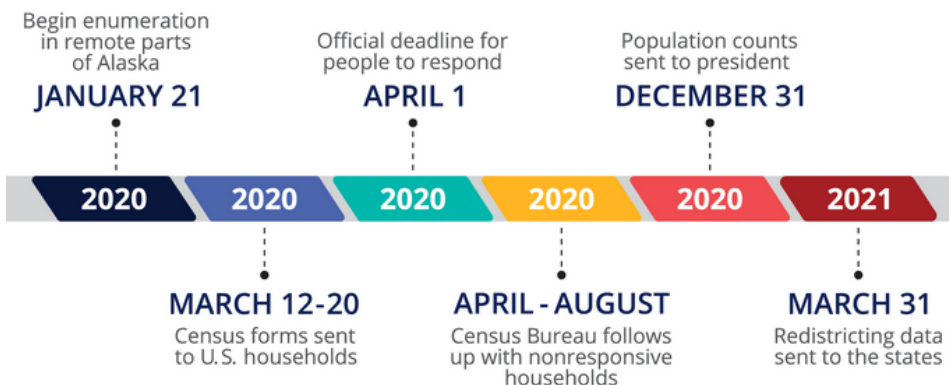 Begin enumeration
in remote parts
of Alaska
JANUARY 21
Official deadline for
people to respond
APRIL 1
Population counts
sent to president
DECEMBER 31
2020
2020
2020
2020
2020
2021
MARCH 12-20
Census forms sent
to U.S. households
APRIL - AUGUST
Census Bureau follows
up with nonresponsive
households
MARCH 31
Redistricting data
sent to the states